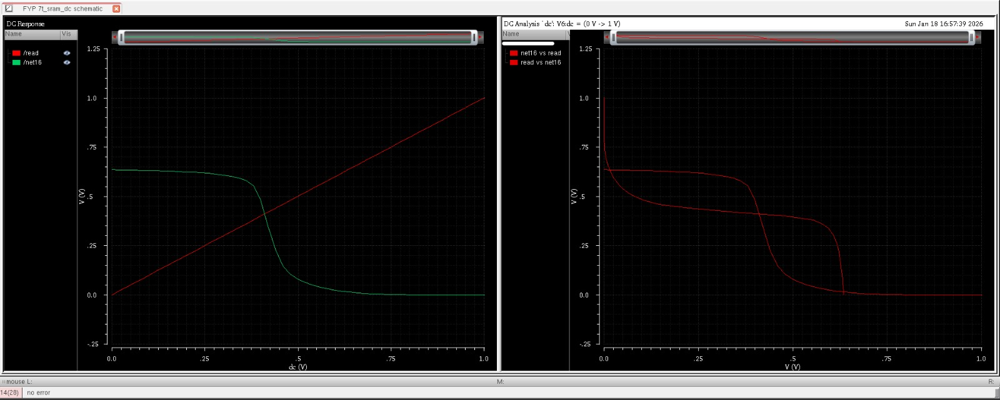 FYP 7t_sram_dc schematic
DC Response
Name Vis
/read
/net16
1.25
1.0
.75
.5
.25
0.0
-.25
V (V)
0.0 .25 .5 .75 1.0
dc (V)
DC Analysis `dc': V6:dc = (0 V -> 1 V) Sun Jan 18 16:57:39 2026
Name V
net16 vs read
read vs net16
1.25
1.0
.75
.5
.25
0.0
-.25
V (V)
0.0 .25 .5 .75 1.0
V (V)
mouse L: M: R:
14(28) no error